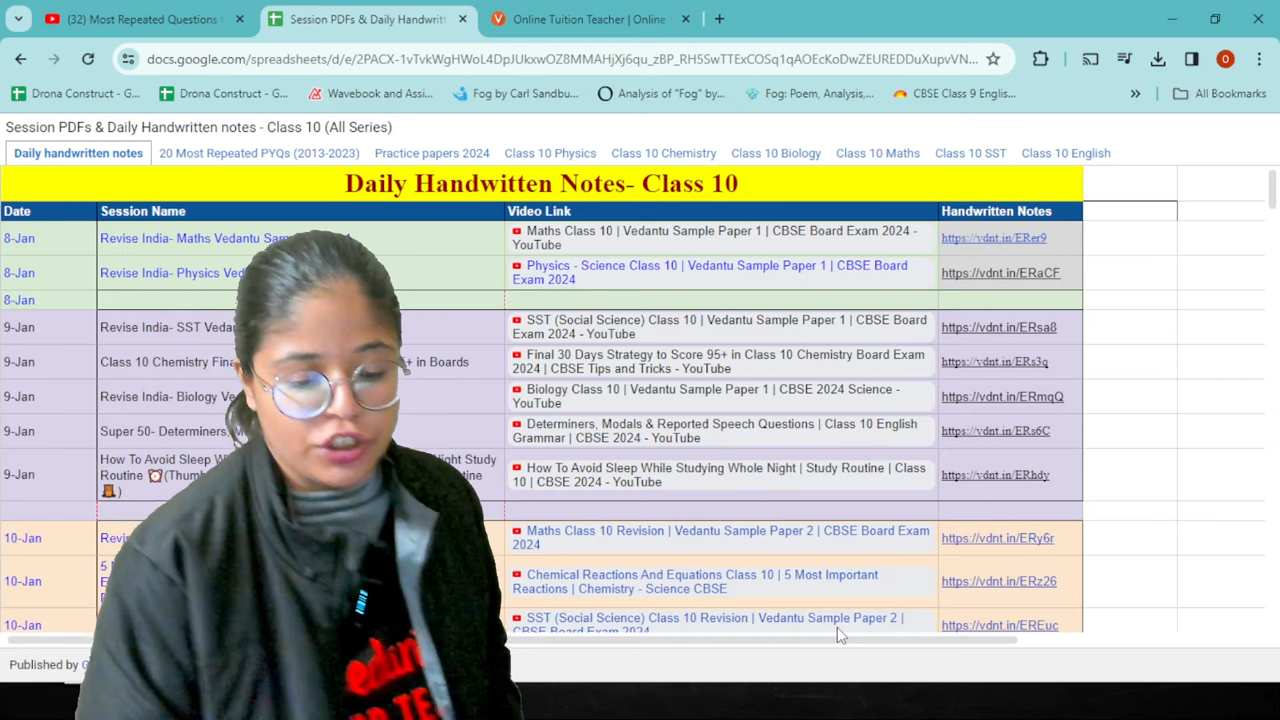 (32) Most Repeated Questions
Session PDFs & Daily Handwritt
Online Tuition Teacher | Online
docs.google.com/spreadsheets/d/e/2PACX-1vTvkWgHWoL4DpJUkxwOZ8MMAHjXj6qu_zBP_RH5SwTTExCOSq1qAOEcKoDwZEUREDDuXupvVN...
Drona Construct - G...
Drona Construct - G...
Wavebook and Assi...
Fog by Carl Sandbu...
Analysis of "Fog" by...
Fog: Poem, Analysis,...
CBSE Class 9 Englis...
All Bookmarks
Session PDFs & Daily Handwritten notes - Class 10 (All Series)
Daily handwritten notes
20 Most Repeated PYQs (2013-2023)
Practice papers 2024
Class 10 Physics
Class 10 Chemistry
Class 10 Biology
Class 10 Maths
Class 10 SST
Class 10 English
Daily Handwitten Notes- Class 10
Date Session Name Video Link Handwritten Notes
8-Jan Revise India- Maths Vedantu Maths Class 10 | Vedantu Sample Paper 1 | CBSE Board Exam 2024 - https://vdnt.in/ERer9
YouTube
8-Jan Revise India- Physics Physics - Science Class 10 | Vedantu Sample Paper 1 | CBSE Board https://vdnt.in/ERaCF
Exam 2024
8-Jan
9-Jan Revise India- SST SST (Social Science) Class 10 | Vedantu Sample Paper 1 | CBSE Board https://vdnt.in/ERsa8
Exam 2024 - YouTube
9-Jan Class 10 Chemistry in Boards Final 30 Days Strategy to Score 95+ in Class 10 Chemistry Board Exam https://vdnt.in/ERs3q
2024 | CBSE Tips and Tricks - YouTube
9-Jan Revise India- Biology Biology Class 10 | Vedantu Sample Paper 1 | CBSE 2024 Science - https://vdnt.in/ERmqQ
YouTube
9-Jan Super 50- Determiners, Determiners, Modals & Reported Speech Questions | Class 10 English https://vdnt.in/ERs6C
Grammar | CBSE 2024 - YouTube
9-Jan How To Avoid Sleep Night Study How To Avoid Sleep While Studying Whole Night | Study Routine | Class https://vdnt.in/ERhdy
Routine 10 | CBSE 2024 - YouTube
10-Jan Maths Class 10 Revision | Vedantu Sample Paper 2 | CBSE Board Exam https://vdnt.in/ERy6r
2024
10-Jan 5 Chemical Reactions And Equations Class 10 | 5 Most Important https://vdnt.in/ERz26
Reactions | Chemistry - Science CBSE
10-Jan SST (Social Science) Class 10 Revision | Vedantu Sample Paper 2 | https://vdnt.in/EREuc
CBSE Board Exam 2024
Published by